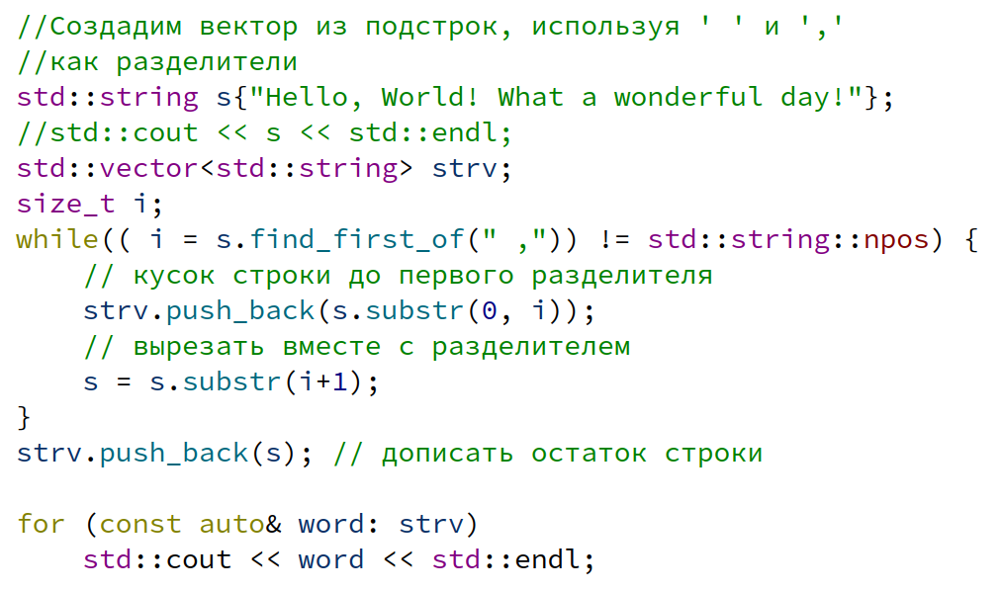 //Создадим вектор из подстрок, используя ' ' и ','
//как разделители
std::string s{"Hello, World! What a wonderful day!"};
//std::cout << s << std::endl;
std::vector<std::string> strv;
size_t i;
while(( i = s.find_first_of(" ,")) != std::string::npos) {
    // кусок строки до первого разделителя
    strv.push_back(s.substr(0, i));
    // вырезать вместе с разделителем
    s = s.substr(i+1);
}
strv.push_back(s); // дописать остаток строки

for (const auto& word: strv)
    std::cout << word << std::endl;